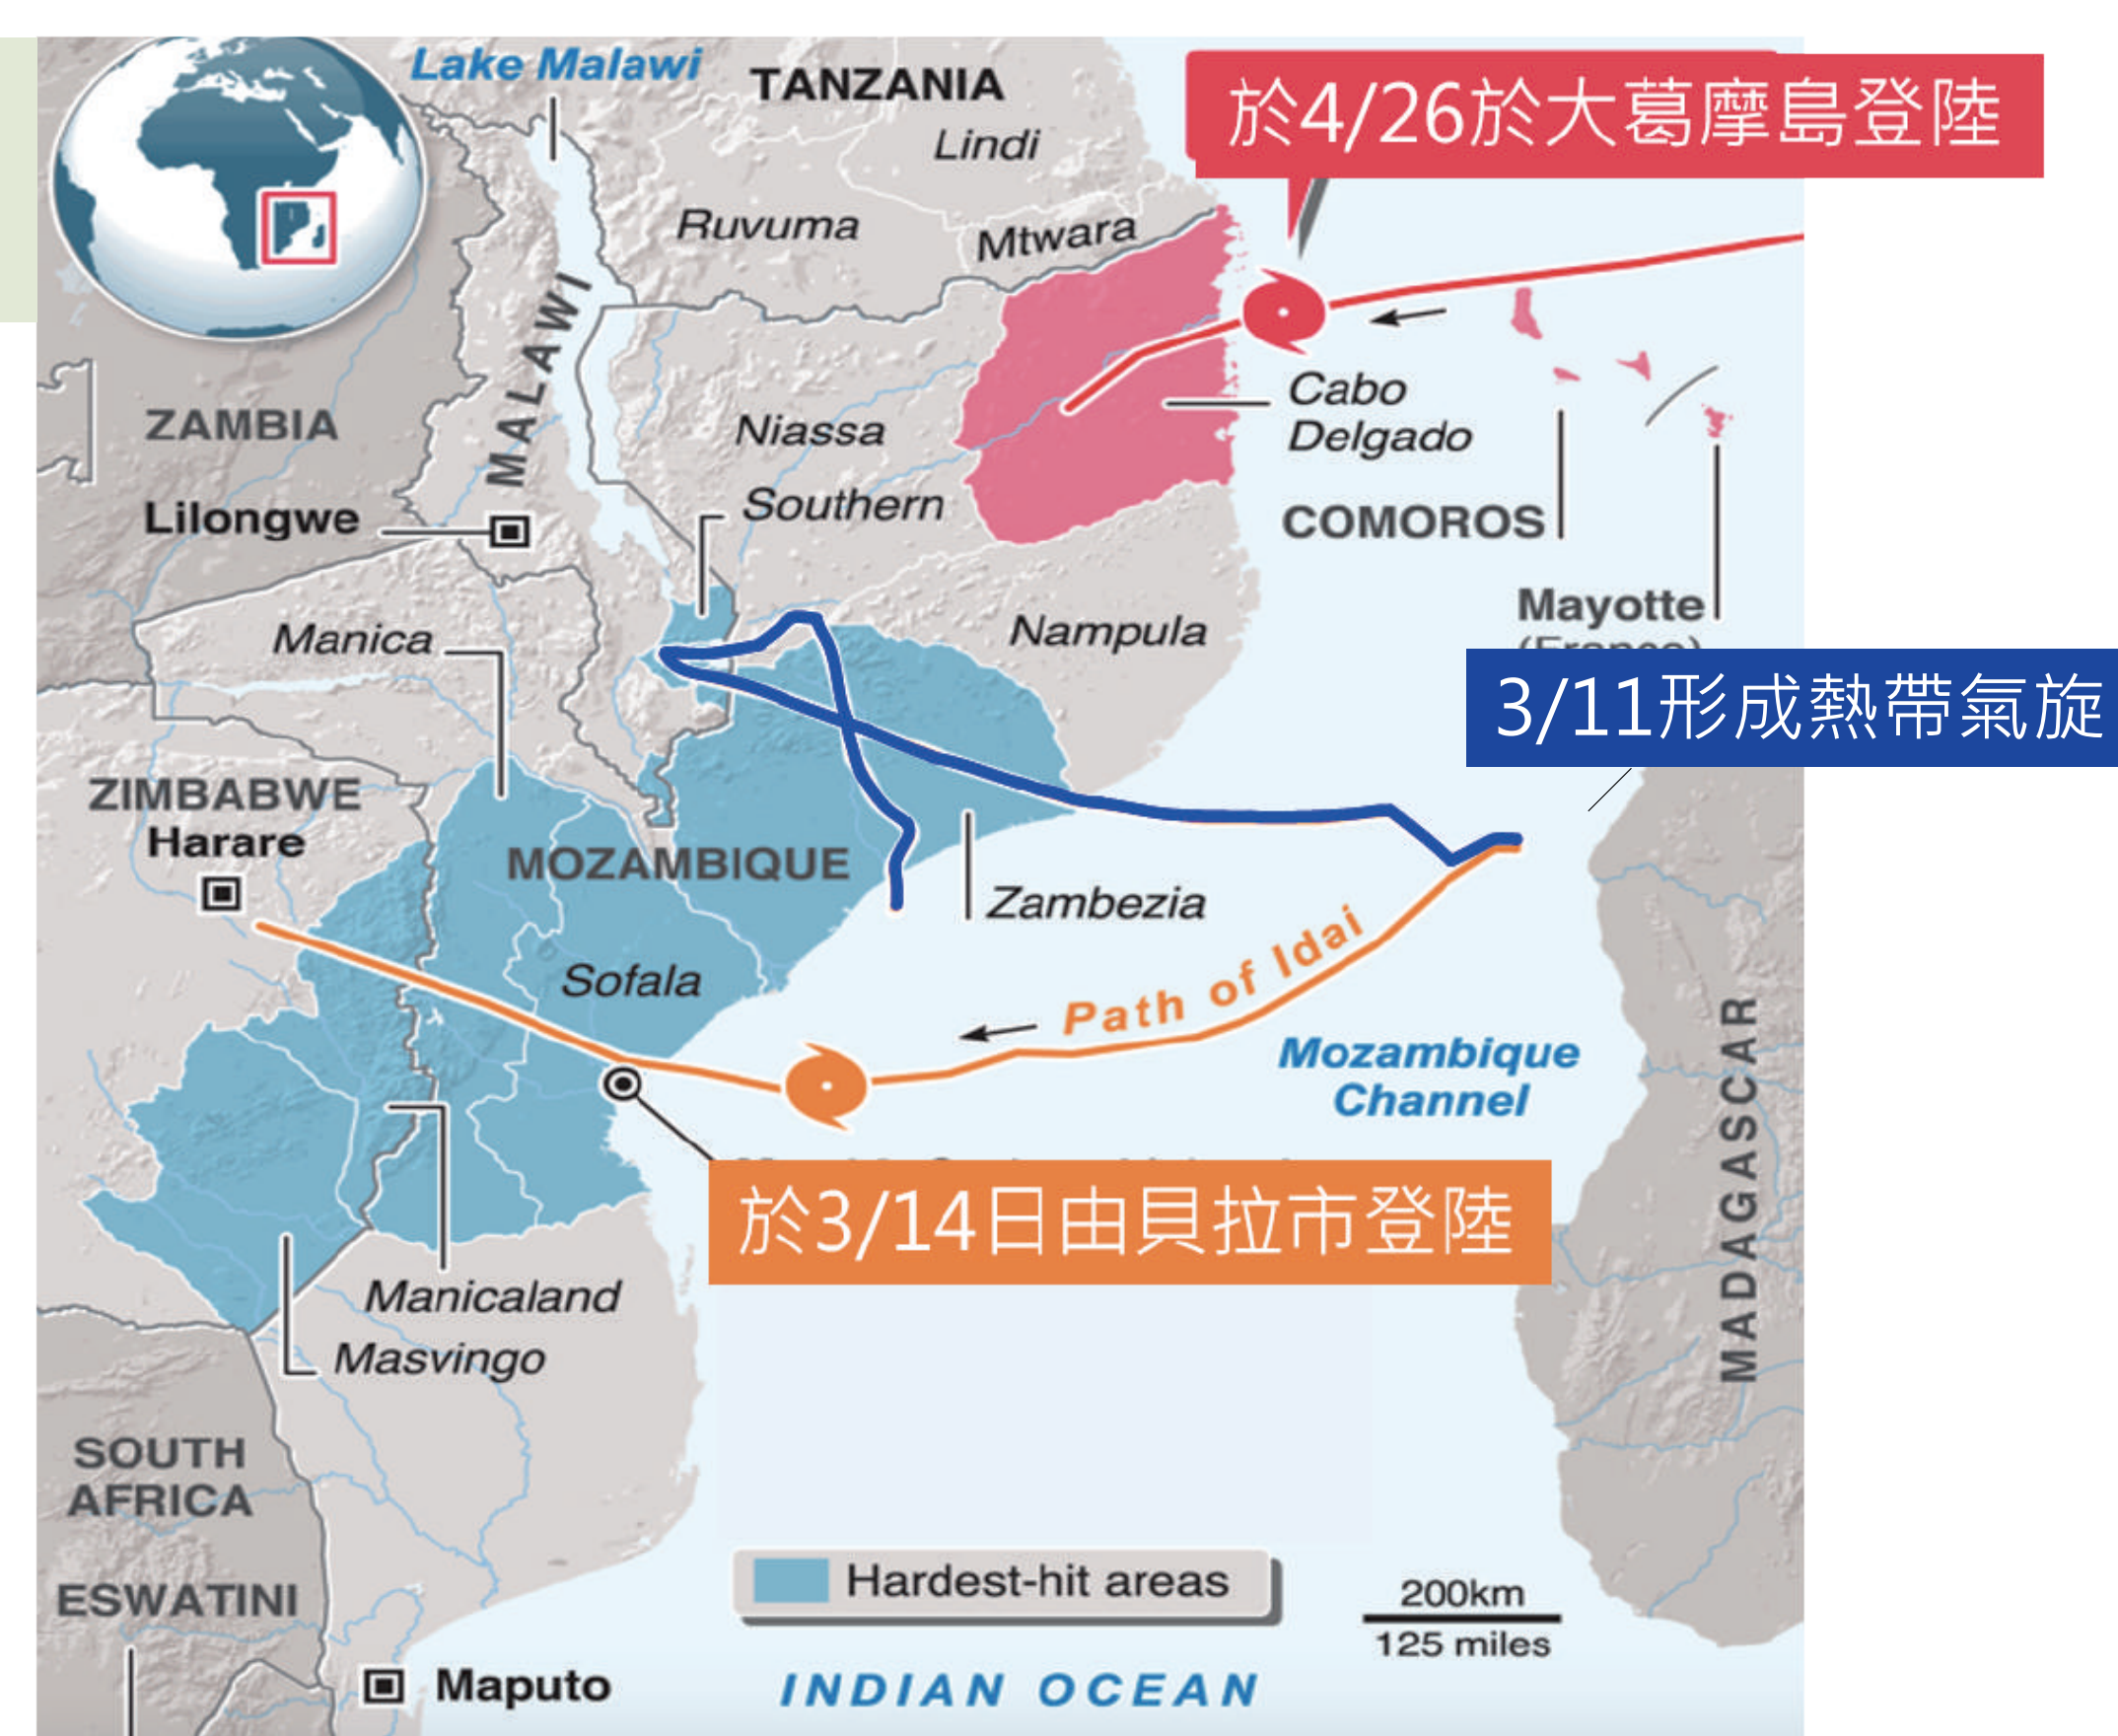 Lake Malawi
TANZANIA
於4/26於大葛摩島登陸
Lindi
Ruvuma
Mtwara
MALAWI
ZAMBIA
Niassa
Cabo
Delgado
Lilongwe
Southern
COMOROS
Manica
Nampula
Mayotte
(France)
3/11形成熱帶氣旋
ZIMBABWE
Harare
MOZAMBIQUE
Zambezia
Sofala
Path of Idai
Mozambique
Channel
MADAGASCAR
於3/14日由貝拉市登陸
Manicaland
Masvingo
SOUTH
AFRICA
Hardest-hit areas
200km
125 miles
ESWATINI
Maputo
INDIAN OCEAN